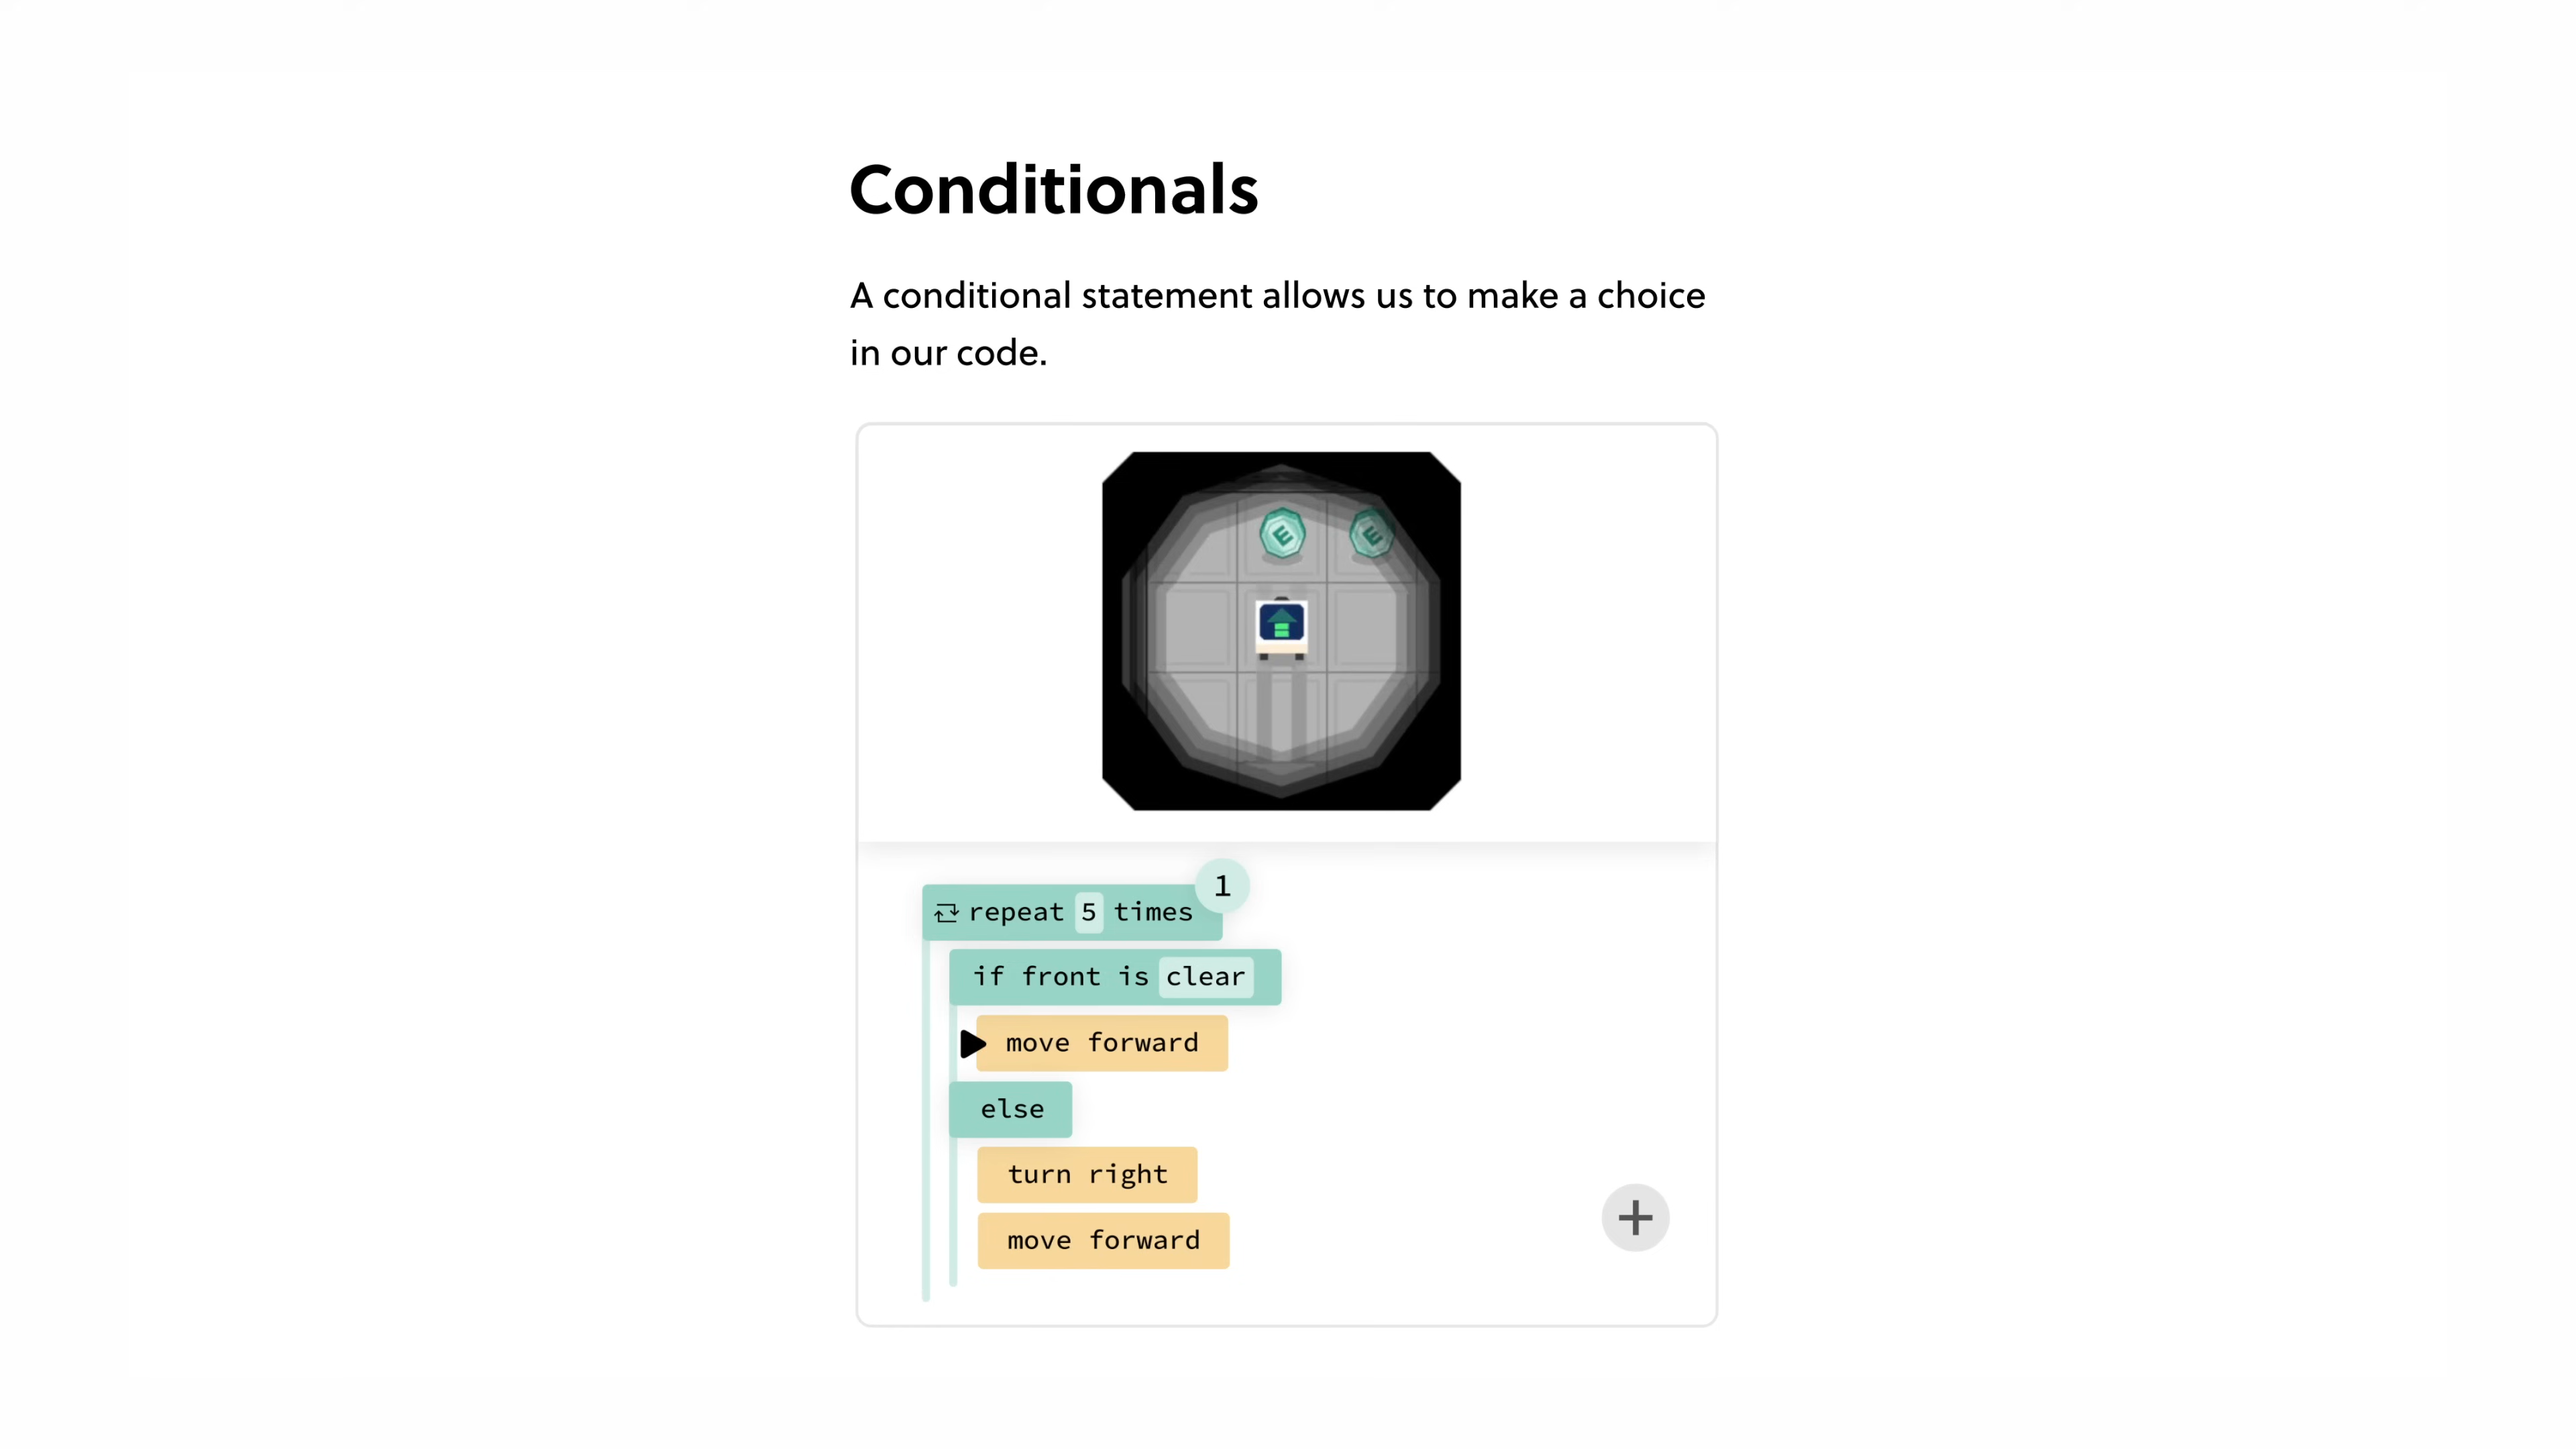 Conditionals
A conditional statement allows us to make a choice
in our code.
E E
1
repeat 5 times
if front is clear
move forward
else
turn right
move forward